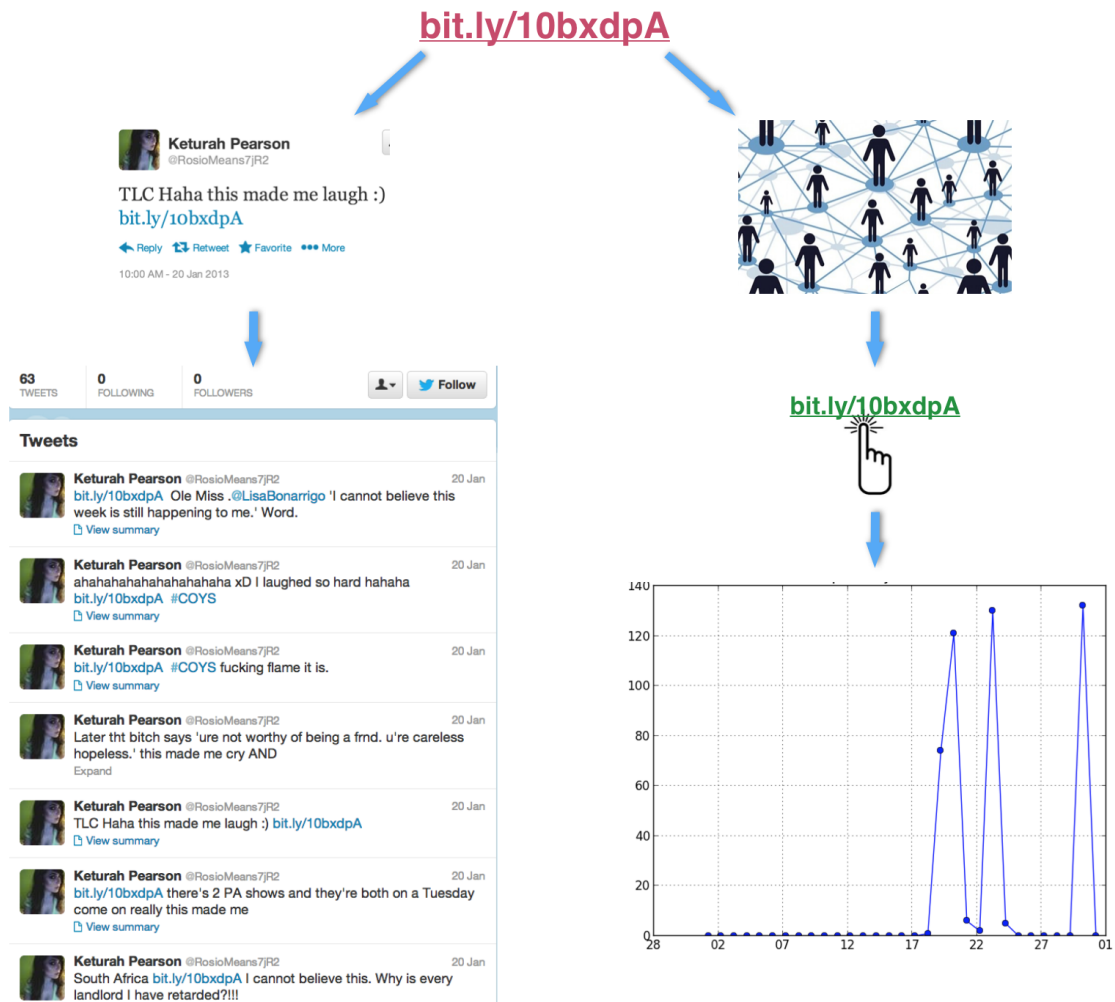 bit.ly/10bxdpA
Keturah Pearson
@RosioMeans7jR2
TLC Haha this made me laugh :)
bit.ly/10bxdpA
Reply Retweet Favorite More
10:00 AM - 20 Jan 2013
63 0 0
TWEETS FOLLOWING FOLLOWERS
Follow
Tweets
Keturah Pearson @RosioMeans7jR2 20 Jan
bit.ly/10bxdpA Ole Miss .@LisaBonarrigo 'I cannot believe this
week is still happening to me.' Word.
View summary
Keturah Pearson @RosioMeans7jR2 20 Jan
ahahahahahahahahahaha xD I laughed so hard hahaha
bit.ly/10bxdpA #COYS
View summary
Keturah Pearson @RosioMeans7jR2 20 Jan
bit.ly/10bxdpA #COYS fucking flame it is.
View summary
Keturah Pearson @RosioMeans7jR2 20 Jan
Later tht bitch says 'ure not worthy of being a frnd. u're careless
hopeless.' this made me cry AND
Expand
Keturah Pearson @RosioMeans7jR2 20 Jan
TLC Haha this made me laugh :) bit.ly/10bxdpA
View summary
Keturah Pearson @RosioMeans7jR2 20 Jan
bit.ly/10bxdpA there's 2 PA shows and they're both on a Tuesday
come on really this made me
View summary
Keturah Pearson @RosioMeans7jR2 20 Jan
South Africa bit.ly/10bxdpA I cannot believe this. Why is every
landlord I have retarded?!!!
bit.ly/10bxdpA
140
120
100
80
60
40
20
0
28 02 07 12 17 22 27 01